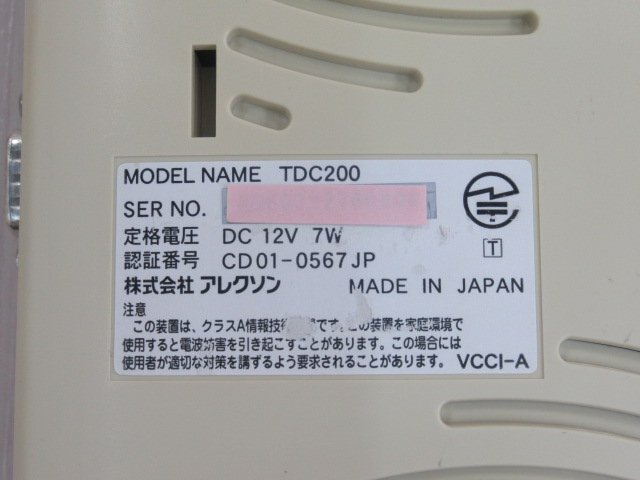 MODEL NAME TDC200
SER NO.
定格電圧 DC 12V 7W
認証番号 CD01-0567JP
株式会社 アレクソン MADE IN JAPAN
T
注意
この装置は、クラスA情報技 です。この装置を家庭環境で
使用すると電波妨害を引き起こすことがあります。この場合には
使用者が適切な対策を講ずるよう要求されることがあります。 VCCI-A